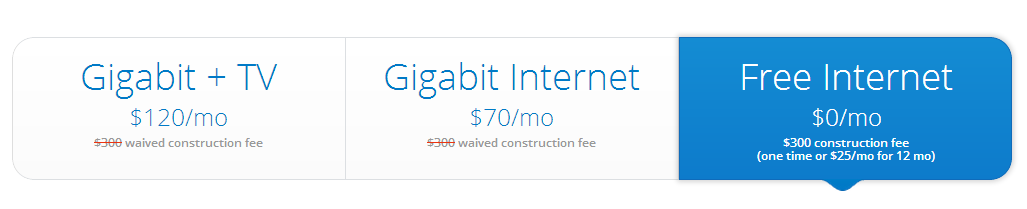 Gigabit + TV
$120/mo
$300 waived construction fee
Gigabit Internet
$70/mo
$300 waived construction fee
Free Internet
$0/mo
$300 construction fee
(one time or $25/mo for 12 mo)